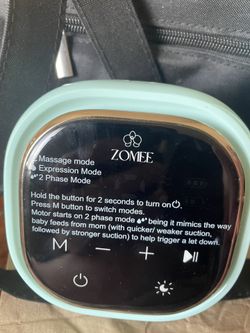 ZOMEE
Massage mode
Expression Mode
2 Phase Mode
Hold the button for 2 seconds to turn on.
Press M button to switch modes.
Motor starts on 2 phase mode being it mimics the way
baby feeds from mom (with quicker/ weaker suction,
followed by stronger suction) to help trigger a let down.
M - +